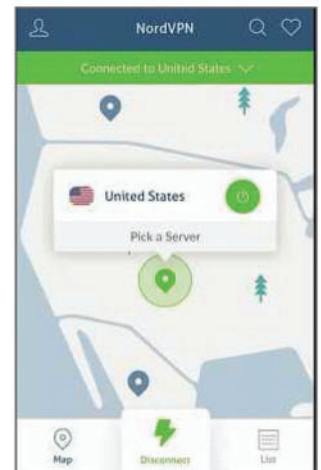 NordVPN
Connected to United States
United States
Pick a Server
Map
Disconnect
List